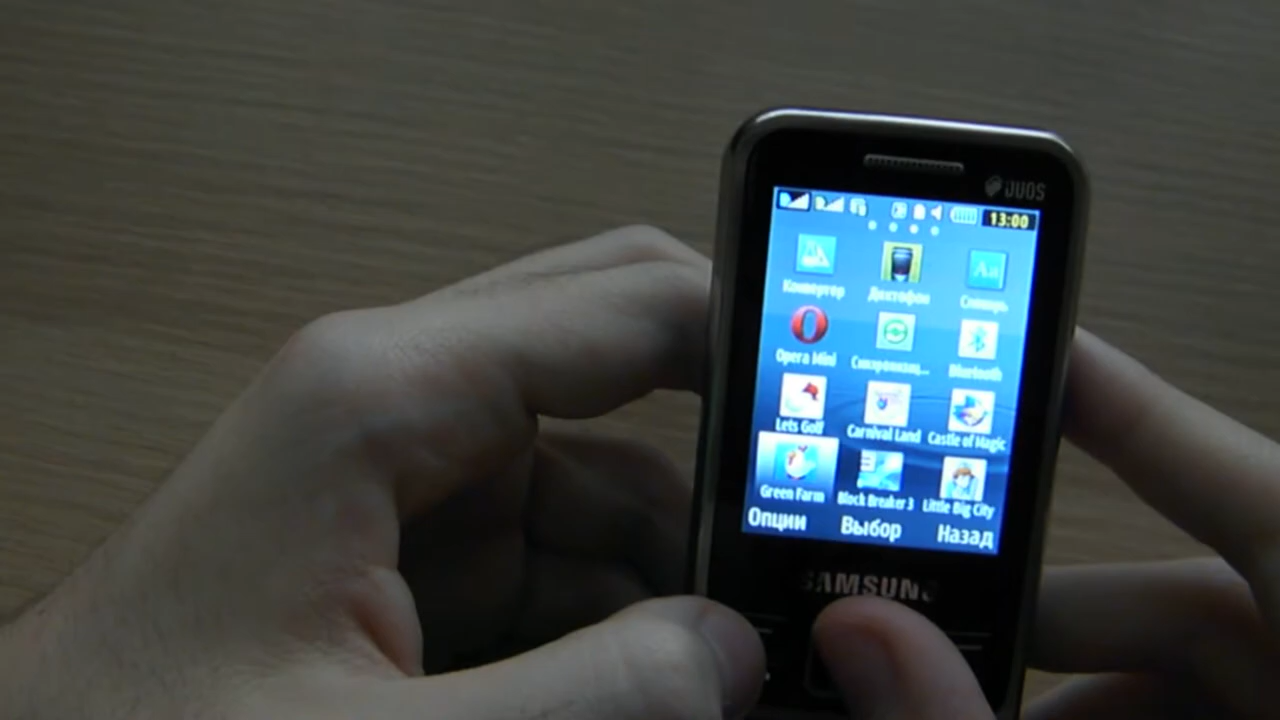 DUOS
13:00
Конвертер Диктофон Словарь
Opera Mini Синхронизац... Bluetooth
Lets Golf Carnival Land Castle of Magic
Green Farm Block Breaker 3 Little Big City
Опции Выбор Назад
SAMSUNG